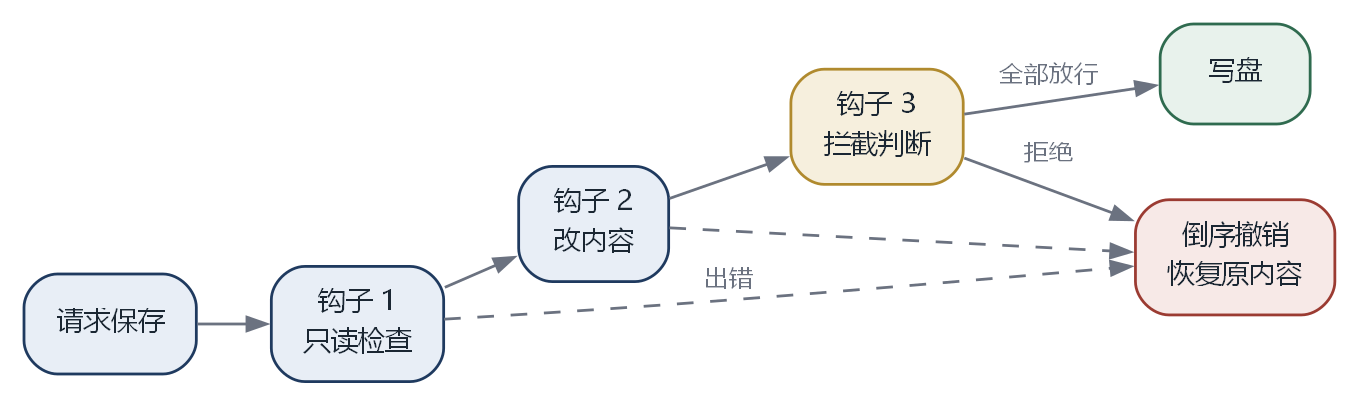 请求保存
钩子 1
只读检查
钩子 2
改内容
钩子 3
拦截判断
全部放行
写盘
拒绝
出错
倒序撤销
恢复原内容